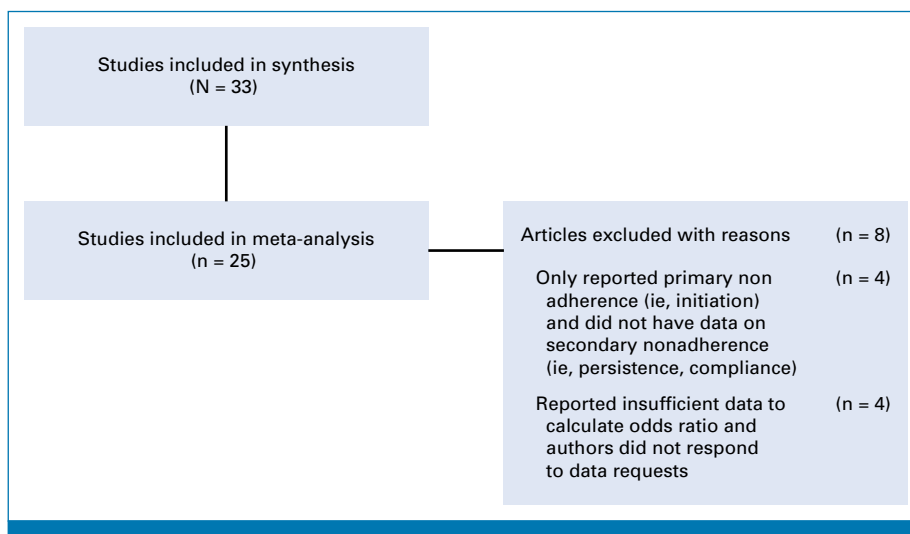 Studies included in synthesis
(N = 33)
Studies included in meta-analysis
(n = 25)
Articles excluded with reasons (n = 8)
Only reported primary non (n = 4)
adherence (ie, initiation)
and did not have data on
secondary nonadherence
(ie, persistence, compliance)
Reported insufficient data to (n = 4)
calculate odds ratio and
authors did not respond
to data requests